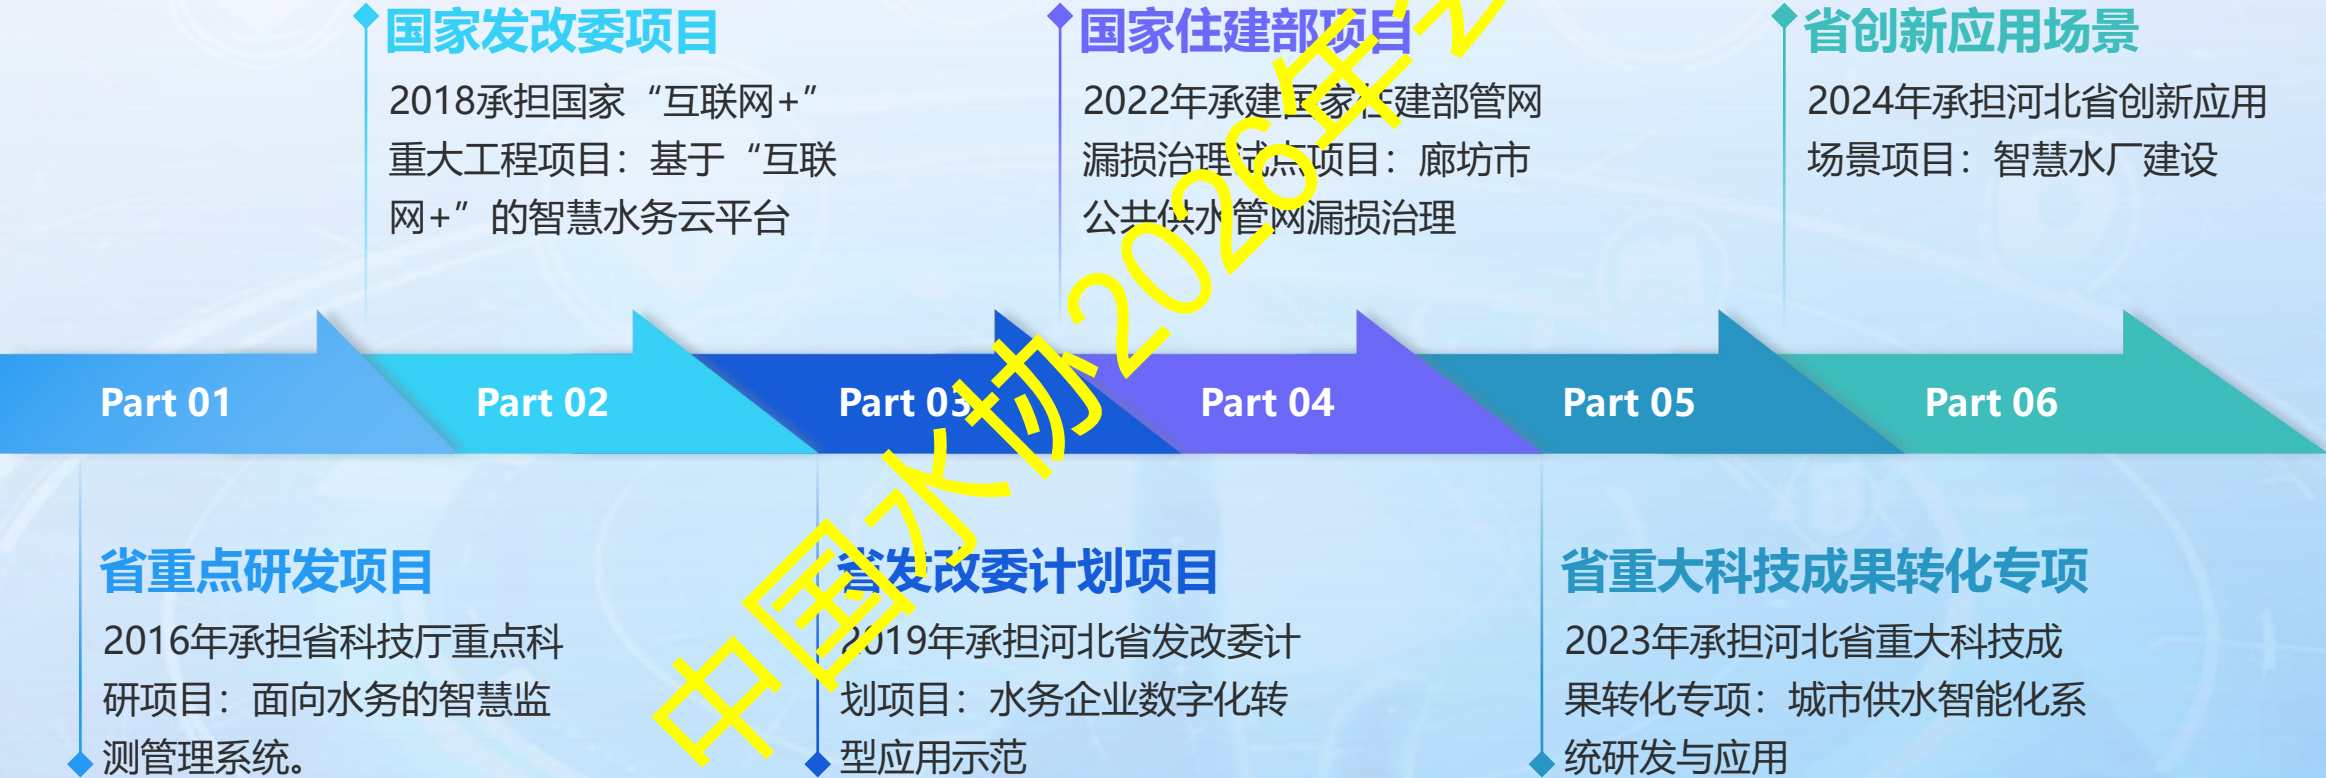 国家发改委项目
2018承担国家“互联网+”
重大工程项目：基于“互联
网+”的智慧水务云平台
国家住建部项目
2022年承建国家住建部管网
漏损治理试点项目：廊坊市
公共供水管网漏损治理
省创新应用场景
2024年承担河北省创新应用
场景项目：智慧水厂建设
Part 01
Part 02
Part 03
Part 04
Part 05
Part 06
省重点研发项目
2016年承担省科技厅重点科
研项目：面向水务的智慧监
测管理系统。
省发改委计划项目
2019年承担河北省发改委计
划项目：水务企业数字化转
型应用示范
省重大科技成果转化专项
2023年承担河北省重大科技成
果转化专项：城市供水智能化系
统研发与应用
中国水协2026年